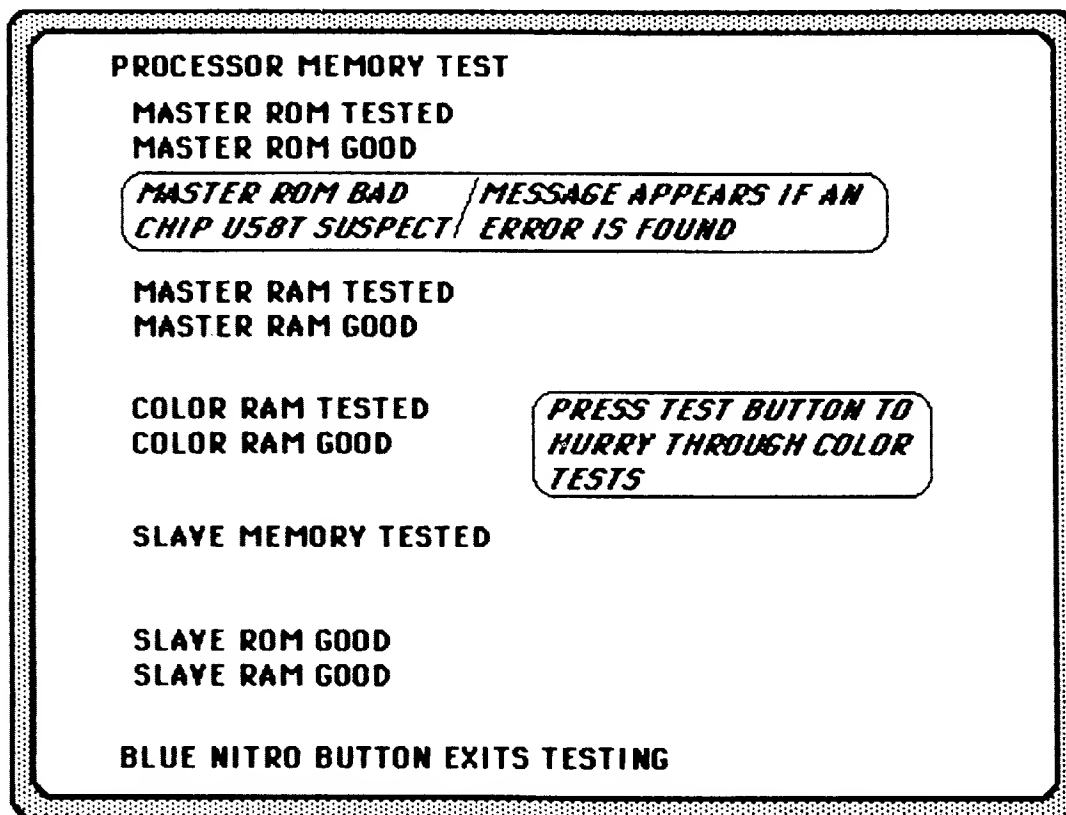 PROCESSOR MEMORY TEST
MASTER ROM TESTED
MASTER ROM GOOD
MASTER ROM BAD / MESSAGE APPEARS IF AN
CHIP U58T SUSPECT / ERROR IS FOUND
MASTER RAM TESTED
MASTER RAM GOOD
COLOR RAM TESTED
COLOR RAM GOOD
PRESS TEST BUTTON TO
HURRY THROUGH COLOR
TESTS
SLAVE MEMORY TESTED
SLAVE ROM GOOD
SLAVE RAM GOOD
BLUE NITRO BUTTON EXITS TESTING